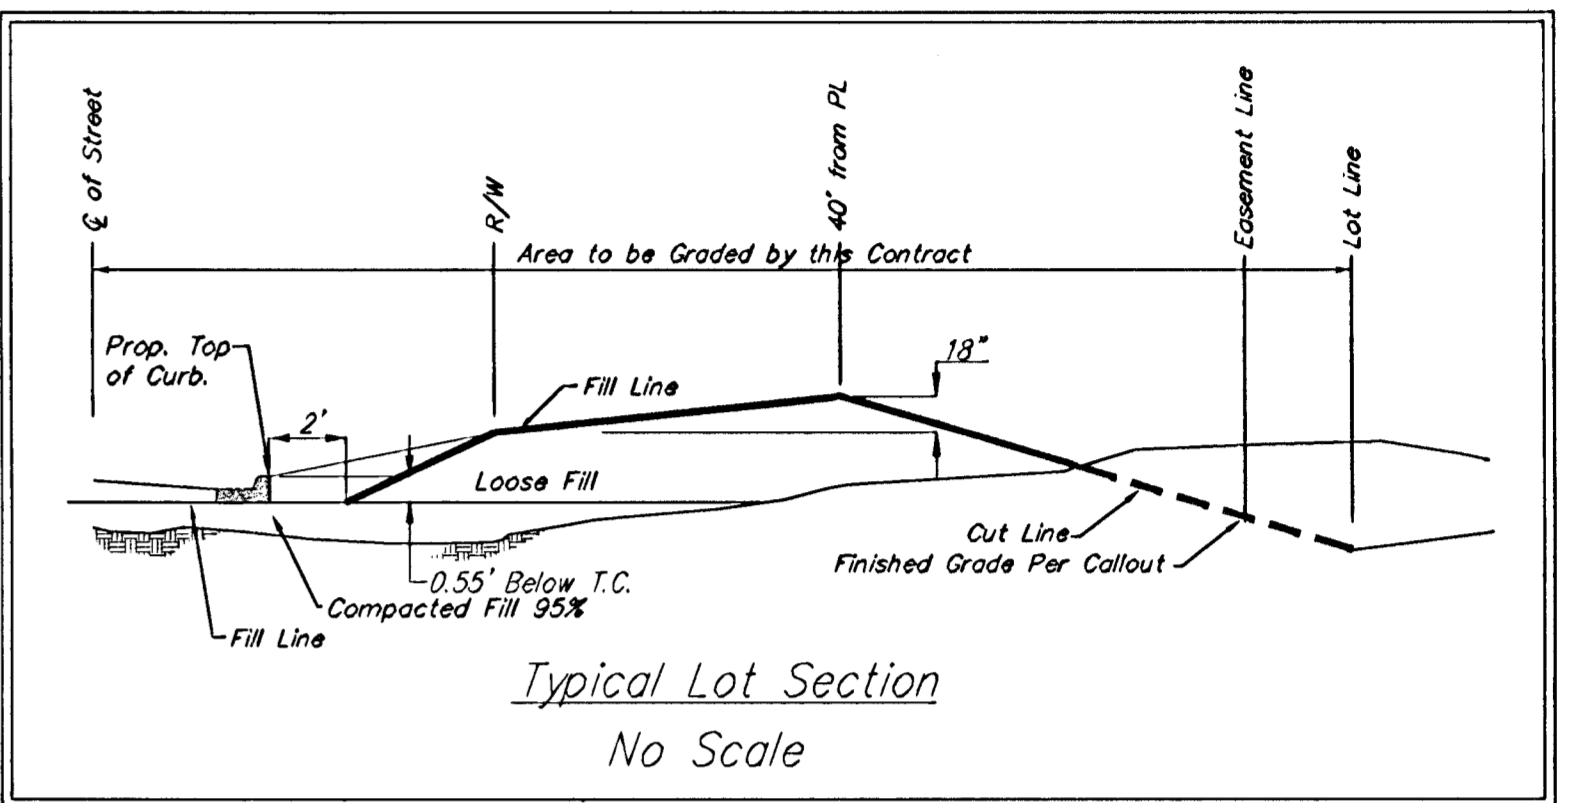 ℄ of Street
R/W
40' from PL
Easement Line
Lot Line
Area to be Graded by this Contract
Prop. Top
of Curb.
2'
Fill Line
18"
Loose Fill
0.55' Below T.C.
Compacted Fill 95%
Fill Line
Cut Line
Finished Grade Per Callout
Typical Lot Section
No Scale